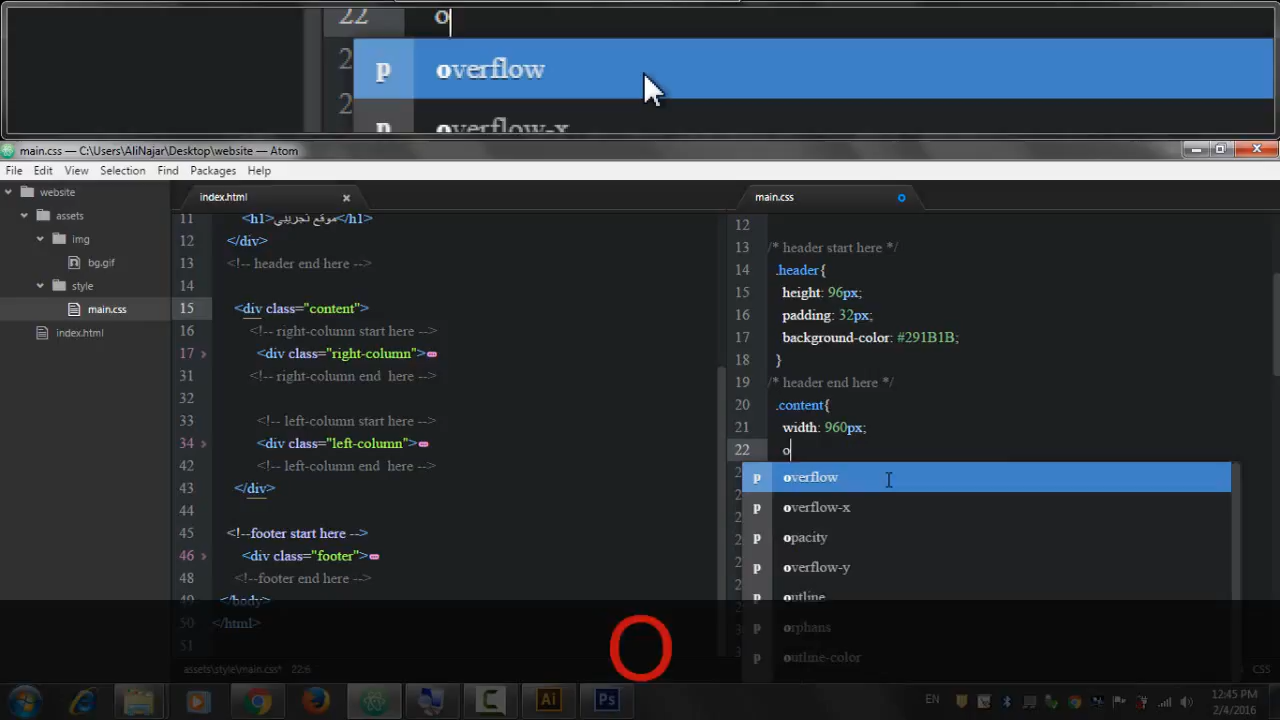 22 o
2 p overflow
2 p overflow-x
main.css — C:\Users\AliNajar\Desktop\website — Atom
File Edit View Selection Find Packages Help
website
assets
img
bg.gif
style
main.css
index.html
index.html
11 <h1>موقع تجريبي</h1>
12 </div>
13 <!-- header end here -->
14
15 <div class="content">
16 <!-- right-column start here -->
17 <div class="right-column">
31 <!-- right-column end  here -->
32
33 <!-- left-column start here -->
34 <div class="left-column">
42 <!-- left-column end  here -->
43 </div>
44
45 <!--footer start here -->
46 <div class="footer">
48 <!--footer end here -->
49 </body>
50 </html>
51
main.css
12
13 /* header start here */
14 .header{
15 height: 96px;
16 padding: 32px;
17 background-color: #291B1B;
18 }
19 /* header end here */
20 .content{
21 width: 960px;
22 o
p overflow
p overflow-x
p opacity
p overflow-y
p outline
p orphans
p outline-color
O
assets\style\main.css* 22:6
CSS
EN
12:45 PM
2/4/2016
Ai
Ps